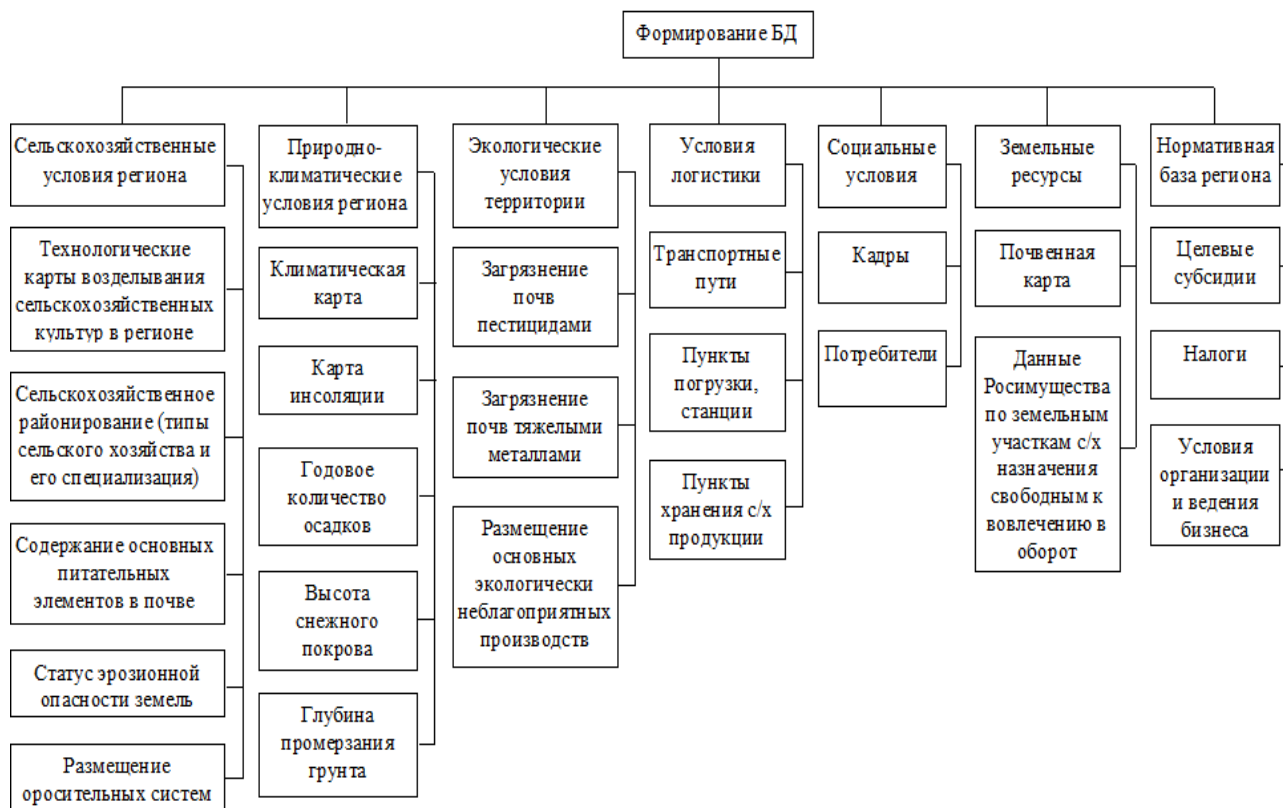 Формирование БД
Сельскохозяйственные
условия региона
Технологические
карты возделывания
сельскохозяйственных
культур в регионе
Сельскохозяйственное
районирование (типы
сельского хозяйства и
его специализация)
Содержание основных
питательных
элементов в почве
Статус эрозионной
опасности земель
Размещение
оросительных систем
Природно-
климатические
условия региона
Климатическая
карта
Карта
инсоляции
Годовое
количество
осадков
Высота
снежного
покрова
Глубина
промерзания
грунта
Экологические
условия
территории
Загрязнение
почв
пестицидами
Загрязнение
почв тяжелыми
металлами
Размещение
основных
экологически
неблагоприятных
производств
Условия
логистики
Транспортные
пути
Пункты
погрузки,
станции
Пункты
хранения с/х
продукции
Социальные
условия
Кадры
Потребители
Земельные
ресурсы
Почвенная
карта
Данные
Росимущества
по земельным
участкам с/х
назначения
свободным к
вовлечению в
оборот
Нормативная
база региона
Целевые
субсидии
Налоги
Условия
организации
и ведения
бизнеса